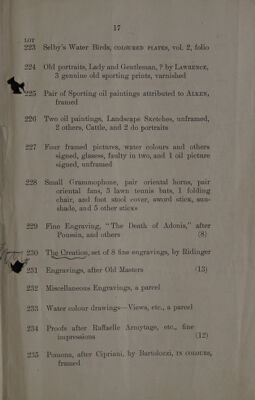 17
LOT
223 Selby's Water Birds, COLOURED PLATES, vol. 2, folio
224 Old portraits, Lady and Gentleman, ? by LAWRENCE,
3 genuine old sporting prints, varnished
225 Pair of Sporting oil paintings attributed to ALKEN,
framed
226 Two oil paintings, Landscape Sketches, unframed,
2 others, Cattle, and 2 do portraits
227 Four framed pictures, water colours and others
signed, glasses, faulty in two, and 1 oil picture
signed, unframed
228 Small Grammophone, pair oriental horns, pair
oriental fans, 3 lawn tennis bats, 1 folding
chair, and foot stool cover, sword stick, sun-
shade, and 5 other sticks
229 Fine Engraving, "The Death of Adonis," after
Poussin, and others (8)
230 The Creation, set of 8 fine engravings, by Ridinger
231 Engravings, after Old Masters (13)
232 Miscellaneous Engravings, a parcel
233 Water colour drawings—Views, etc., a parcel
234 Proofs after Raffaelle Armytage, etc., fine
impressions (12)
235 Pomona, after Cipriani, by Bartolozzi, IN COLOURS,
framed